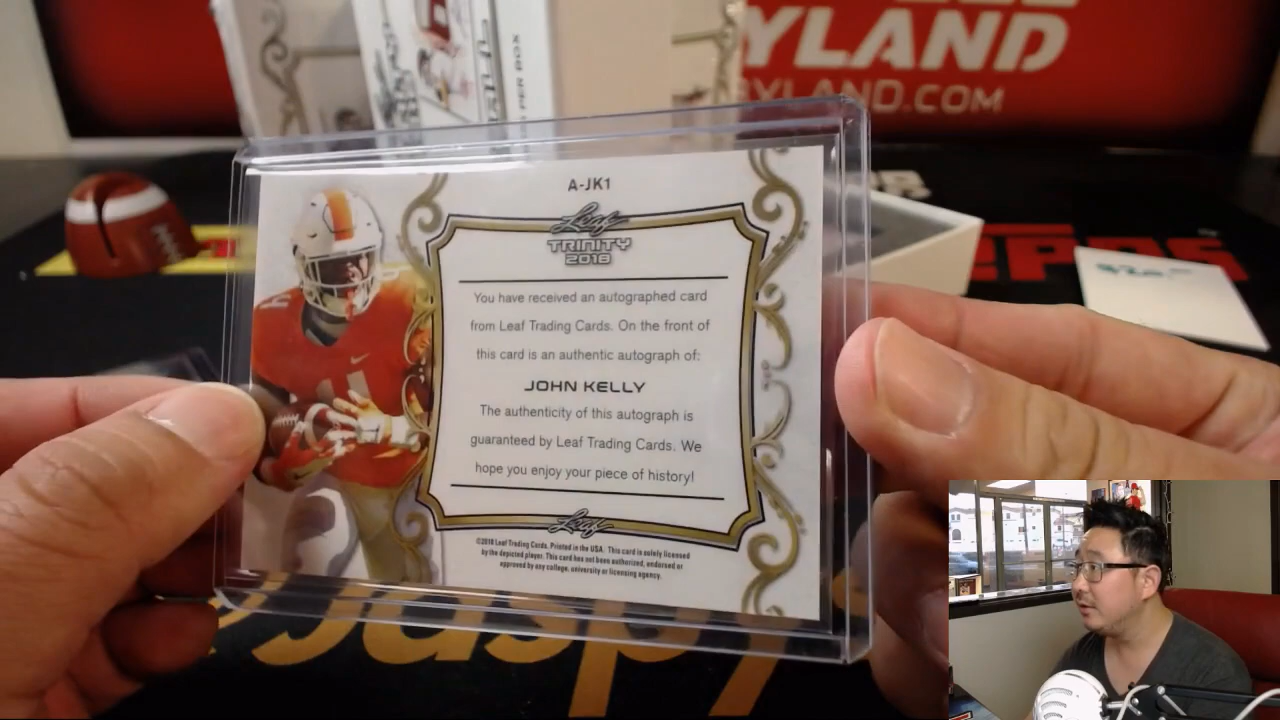 YLAND
YLAND.COM
PER BOX
A-JK1
Leaf
TRINITY
2018
You have received an autographed card
from Leaf Trading Cards. On the front of
this card is an authentic autograph of:
JOHN KELLY
The authenticity of this autograph is
guaranteed by Leaf Trading Cards. We
hope you enjoy your piece of history!
Leaf
©2018 Leaf Trading Cards. Printed in the USA. This card is solely licensed
by the depicted player. This card has not been authorized, endorsed or
approved by any college, university or licensing agency.